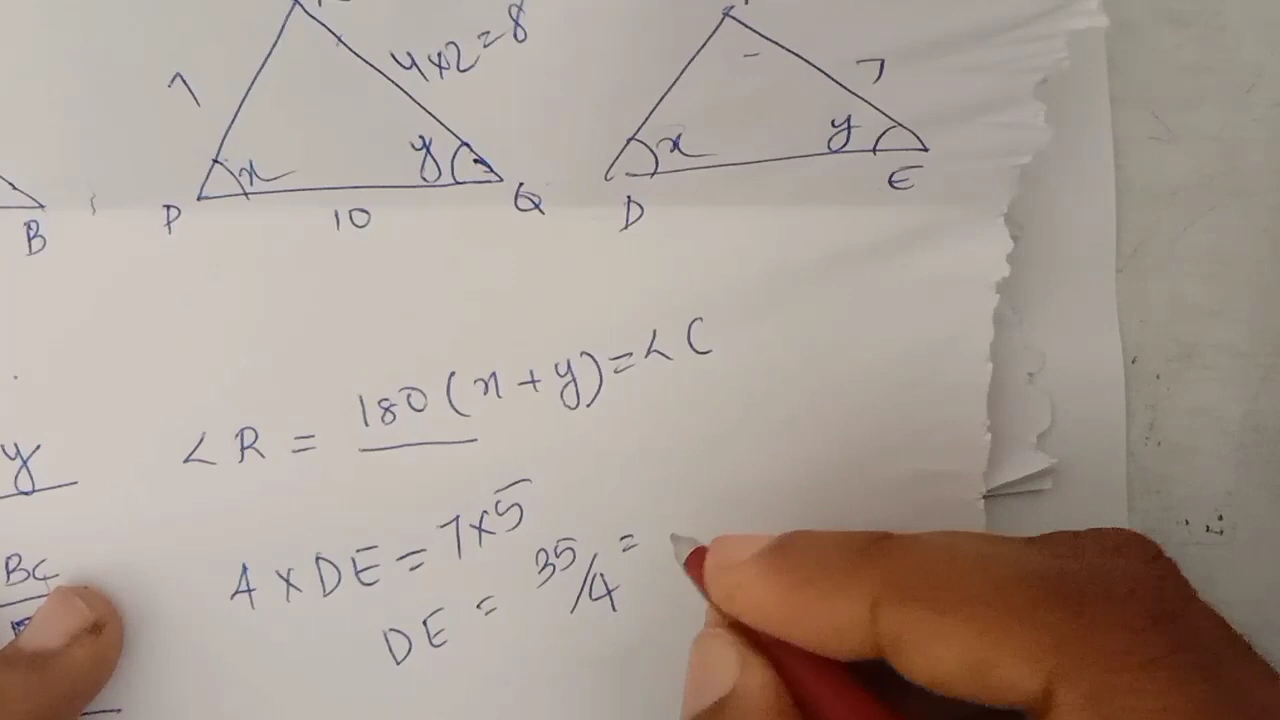 7
4x2=8
7
x
y
x
y
B
P
10
Q
D
E
∠R = 180(x+y)=∠C
y
4 x DE = 7x5
BC
DE = 35/4 =